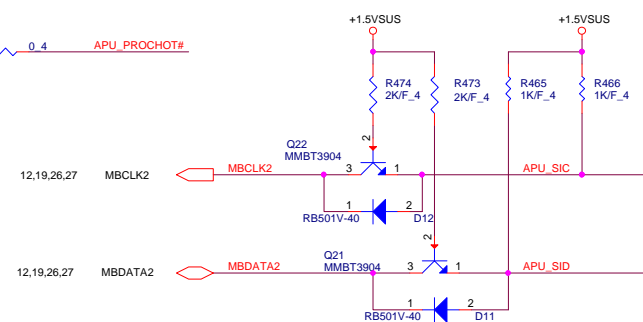 +1.5VSUS +1.5VSUS
0_4 APU_PROCHOT#
R474 R473 R465 R466
2K/F_4 2K/F_4 1K/F_4 1K/F_4
Q22 2
MMBT3904
12,19,26,27 MBCLK2 MBCLK2 3 1 APU_SIC
1 2
RB501V-40 D12
2
Q21
12,19,26,27 MBDATA2 MBDATA2 MMBT3904 3 1 APU_SID
1 2
RB501V-40 D11